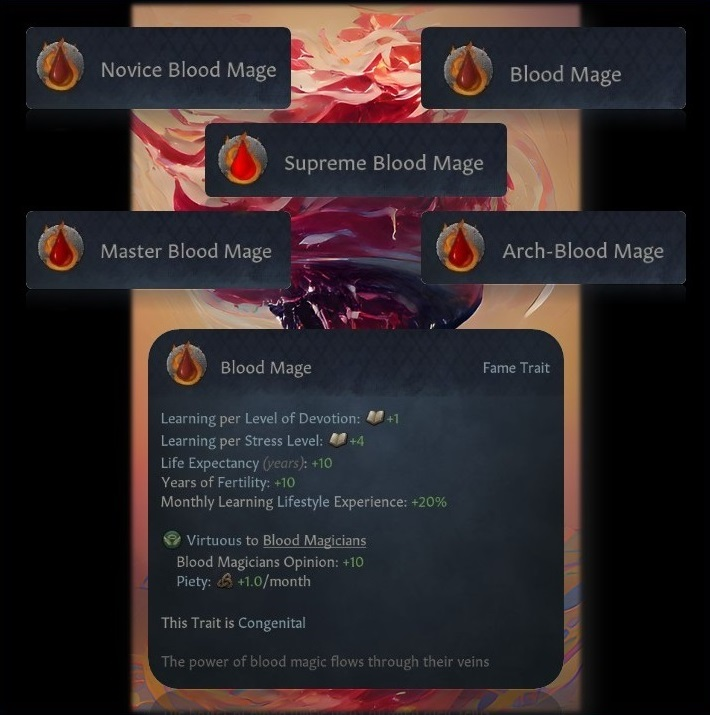 Novice Blood Mage
Blood Mage
Supreme Blood Mage
Master Blood Mage
Arch-Blood Mage
Blood Mage
Fame Trait
Learning per Level of Devotion: +1
Learning per Stress Level: +4
Life Expectancy (years): +10
Years of Fertility: +10
Monthly Learning Lifestyle Experience: +20%
Virtuous to Blood Magicians
Blood Magicians Opinion: +10
Piety: +1.0/month
This Trait is Congenital
The power of blood magic flows through their veins